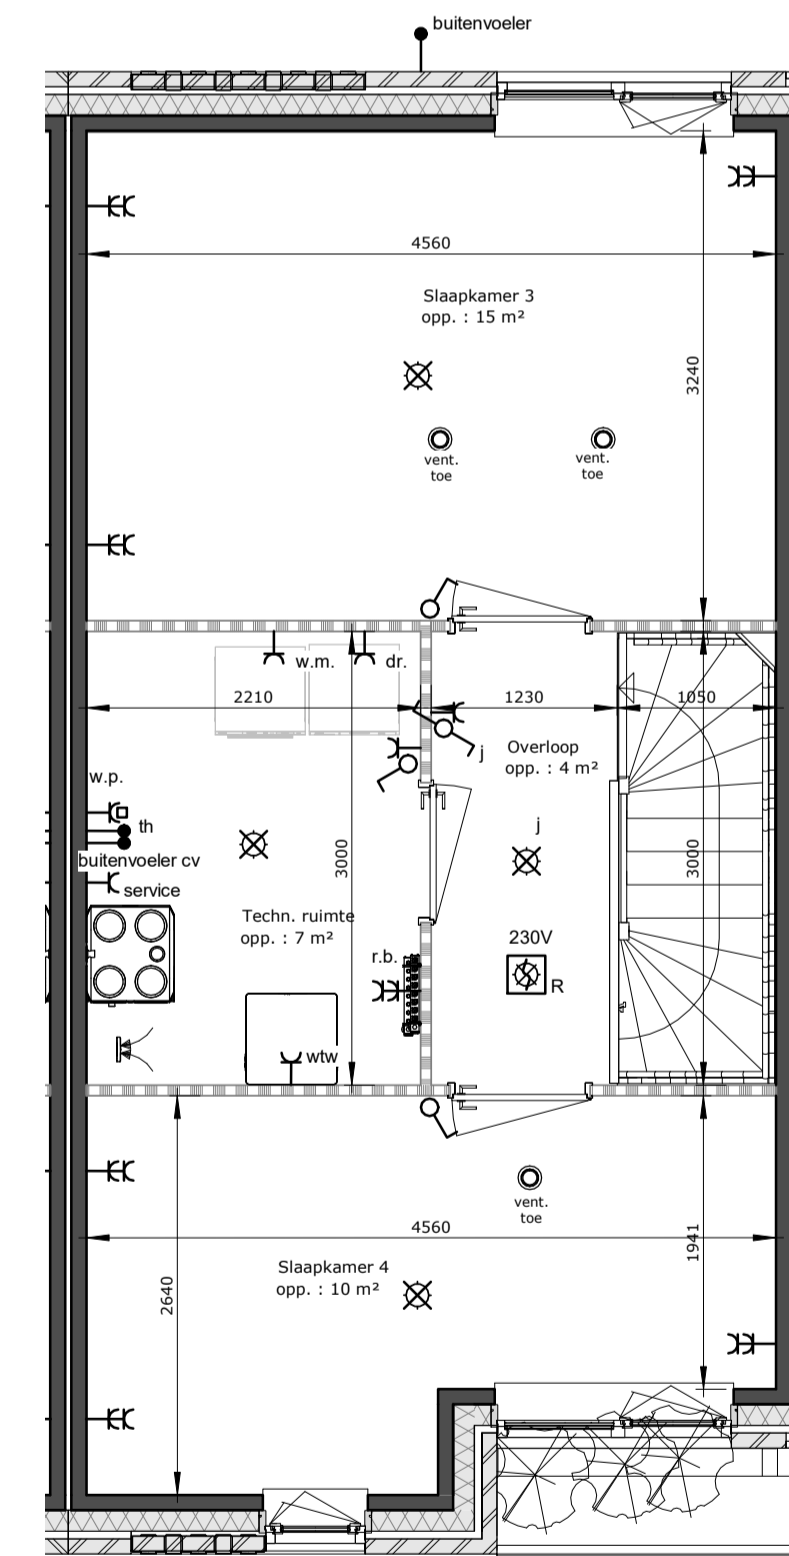 buitenvoeler
4560
Slaapkamer 3
opp. : 15 m²
3240
vent.
toe
vent.
toe
w.m.
dr.
2210
1230
1050
j
Overloop
opp. : 4 m²
w.p.
th
j
buitenvoeler cv
service
3000
3000
Techn. ruimte
opp. : 7 m²
r.b.
230V
R
wtw
vent.
toe
4560
1941
Slaapkamer 4
opp. : 10 m²
2640